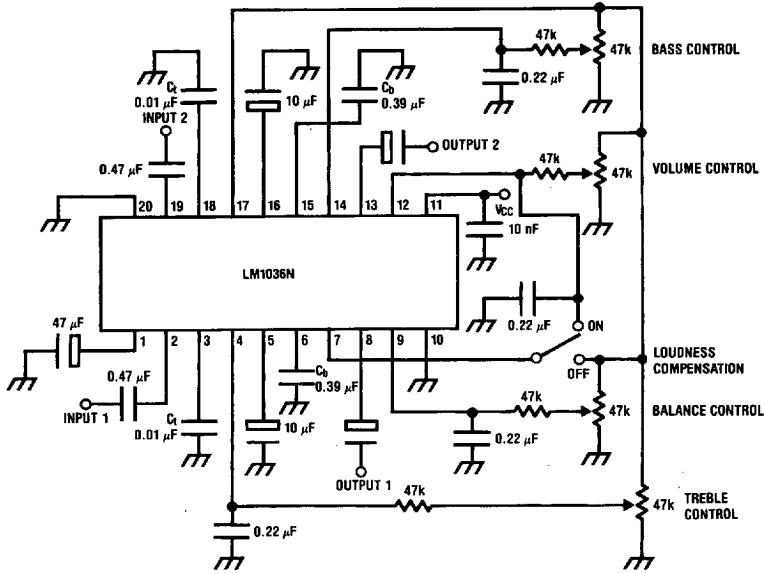 47k
47k
BASS CONTROL
0.22 µF
Ct
0.01 µF
10 µF
Cb
0.39 µF
INPUT 2
0.47 µF
OUTPUT 2
47k
47k
VOLUME CONTROL
20 19 18 17 16 15 14 13 12 11
VCC
10 nF
LM1036N
0.22 µF
ON
OFF
LOUDNESS
COMPENSATION
1 2 3 4 5 6 7 8 9 10
47 µF
0.47 µF
INPUT 1
Ct
0.01 µF
10 µF
Cb
0.39 µF
OUTPUT 1
0.22 µF
47k
47k
BALANCE CONTROL
47k
47k
TREBLE
CONTROL
0.22 µF